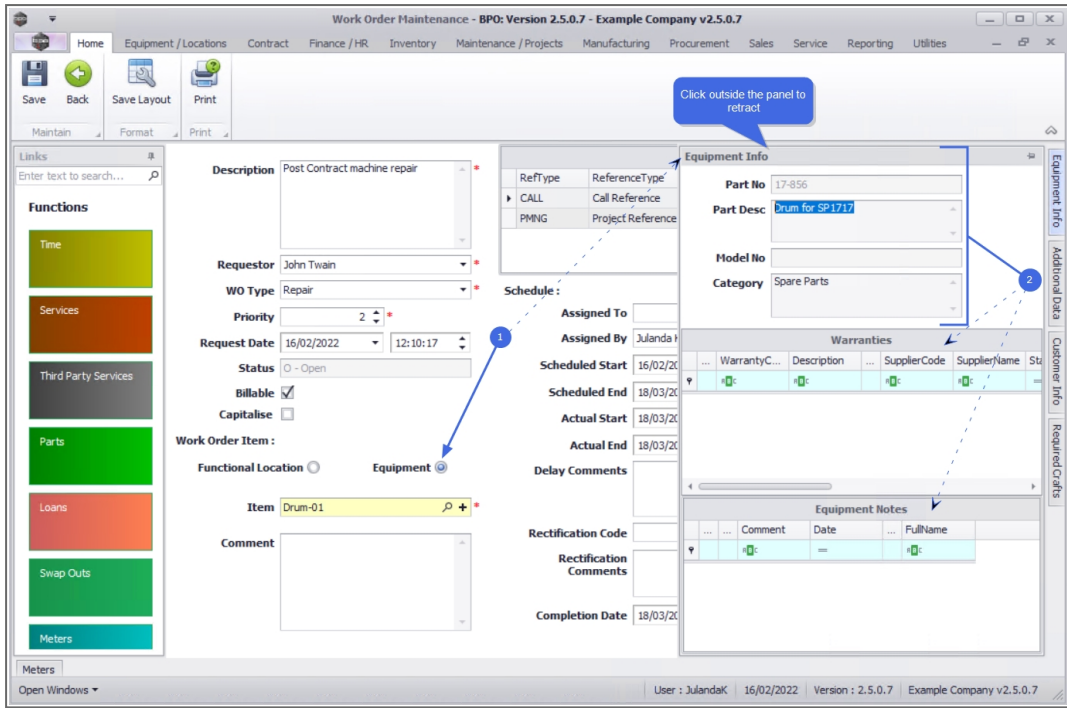 Work Order Maintenance - BPO: Version 2.5.0.7 - Example Company v2.5.0.7
Home Equipment / Locations Contract Finance / HR Inventory Maintenance / Projects Manufacturing Procurement Sales Service Reporting Utilities
Save Back Save Layout Print
Maintain Format Print
Click outside the panel to
retract
Links
Enter text to search...
Functions
Time
Services
Third Party Services
Parts
Loans
Swap Outs
Meters
Description Post Contract machine repair *
Requestor John Twain *
WO Type Repair *
Priority 2 *
Request Date 16/02/2022 12:10:17
Status O - Open
Billable
Capitalise
Work Order Item :
Functional Location Equipment
Item Drum-01 *
Comment
1
RefType ReferenceType
CALL Call Reference
PMNG Project Reference
Schedule :
Assigned To
Assigned By Julanda
Scheduled Start 16/02/20
Scheduled End 18/03/20
Actual Start 18/03/20
Actual End 18/03/20
Delay Comments
Rectification Code
Rectification
Comments
Completion Date 18/03/20
Equipment Info
Part No 17-856
Part Desc Drum for SP1717
Model No
Category Spare Parts
2
Warranties
... WarrantyC... Description ... SupplierCode SupplierName Sta
Equipment Notes
... ... Comment Date ... FullName
Equipment Info
Additional Data
Customer Info
Required Crafts
Meters
Open Windows User : JulandaK 16/02/2022 Version : 2.5.0.7 Example Company v2.5.0.7